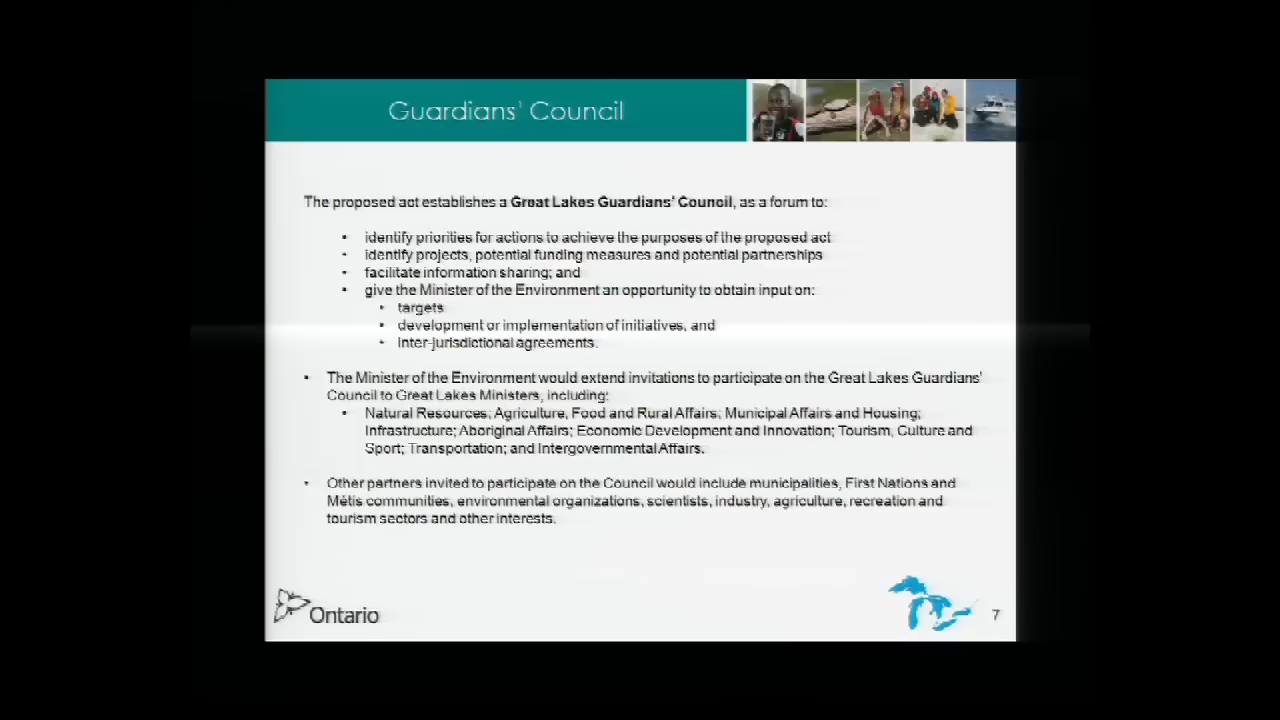 Guardians' Council
The proposed act establishes a Great Lakes Guardians' Council, as a forum to:
• identify priorities for actions to achieve the purposes of the proposed act
• identify projects, potential funding measures and potential partnerships
• facilitate information sharing; and
• give the Minister of the Environment an opportunity to obtain input on:
• targets
• development or implementation of initiatives, and
• inter-jurisdictional agreements.
• The Minister of the Environment would extend invitations to participate on the Great Lakes Guardians'
Council to Great Lakes Ministers, including:
• Natural Resources; Agriculture, Food and Rural Affairs; Municipal Affairs and Housing;
Infrastructure; Aboriginal Affairs; Economic Development and Innovation; Tourism, Culture and
Sport; Transportation; and Intergovernmental Affairs.
• Other partners invited to participate on the Council would include municipalities, First Nations and
Métis communities, environmental organizations, scientists, industry, agriculture, recreation and
tourism sectors and other interests.
Ontario
7